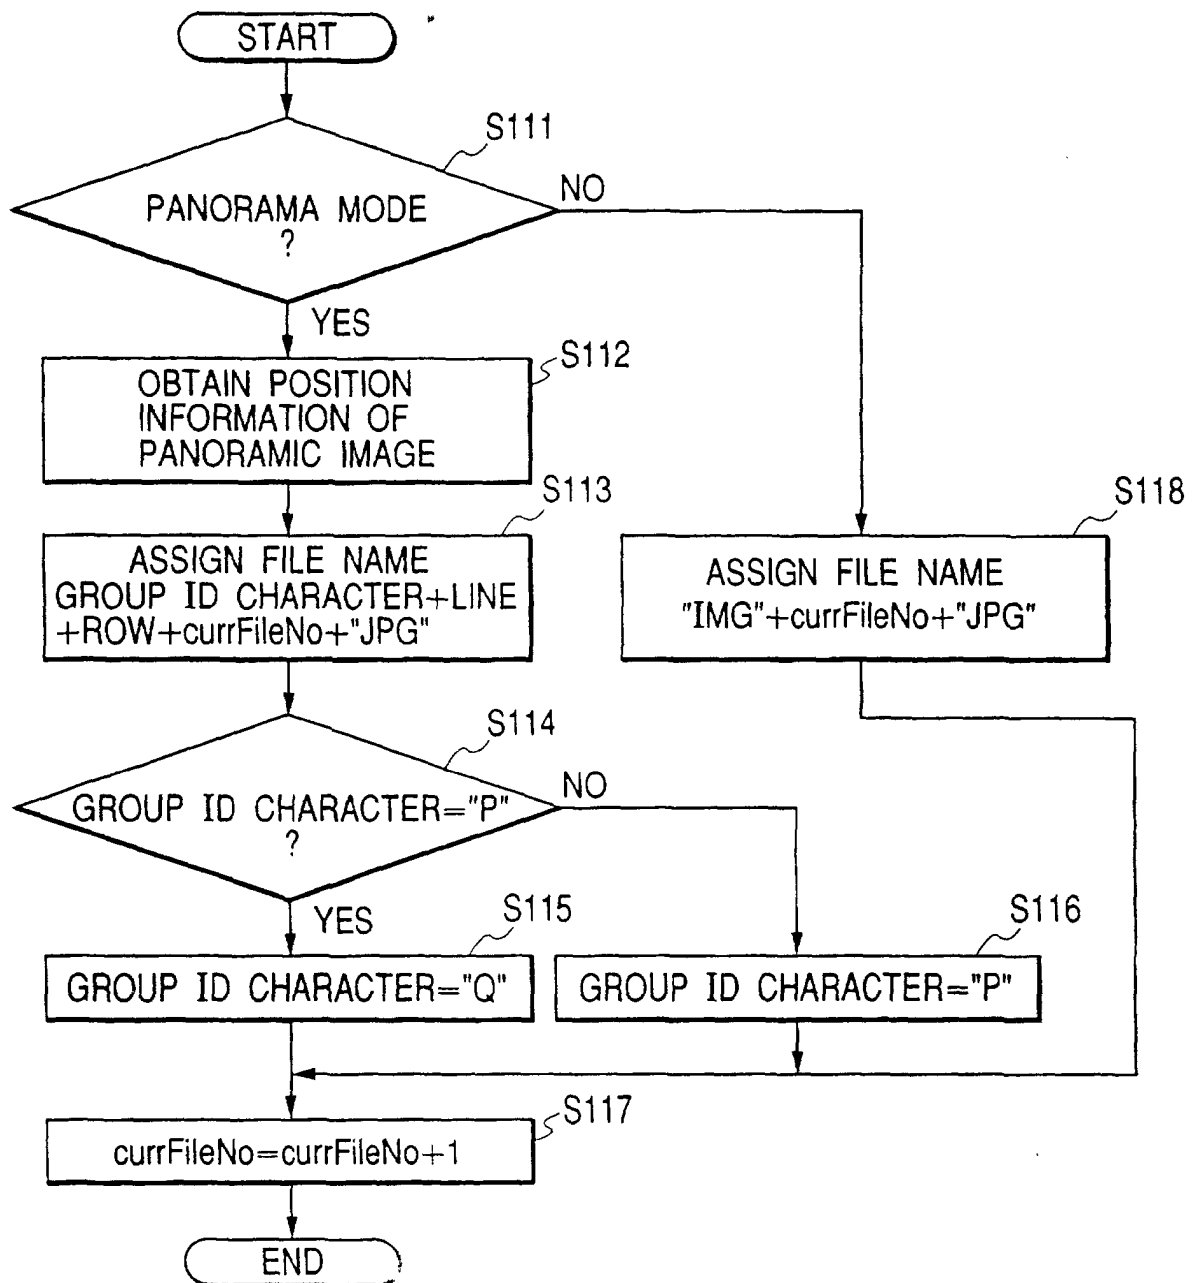 START
S111
PANORAMA MODE
?
NO
YES
S112
OBTAIN POSITION
INFORMATION OF
PANORAMIC IMAGE
S113
ASSIGN FILE NAME
GROUP ID CHARACTER+LINE
+ROW+currFileNo+"JPG"
S118
ASSIGN FILE NAME
"IMG"+currFileNo+"JPG"
S114
GROUP ID CHARACTER="P"
?
NO
YES
S115
GROUP ID CHARACTER="Q"
S116
GROUP ID CHARACTER="P"
S117
currFileNo=currFileNo+1
END